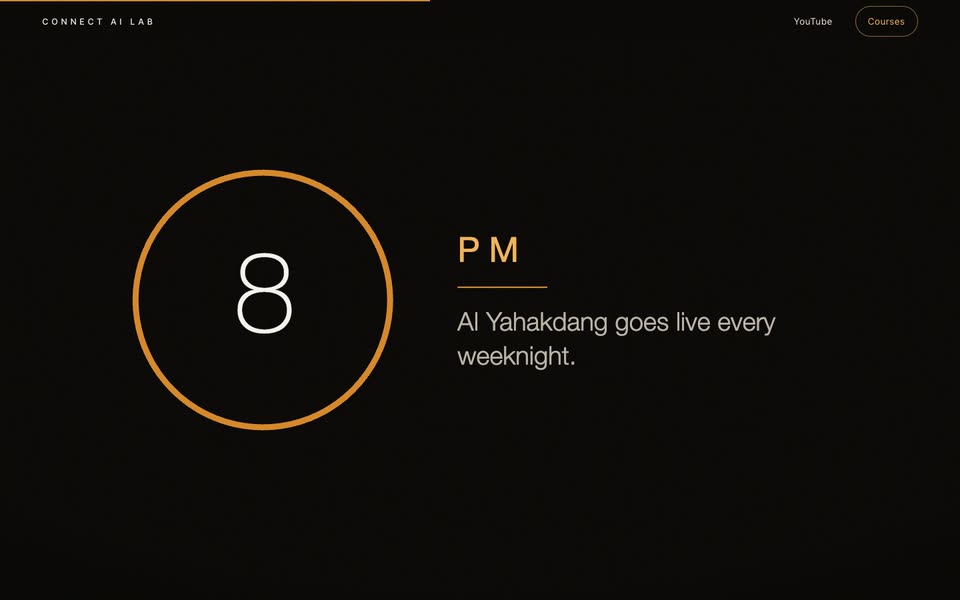 CONNECT AI LAB
YouTube
Courses
8
PM
AI Yahakdang goes live every
weeknight.